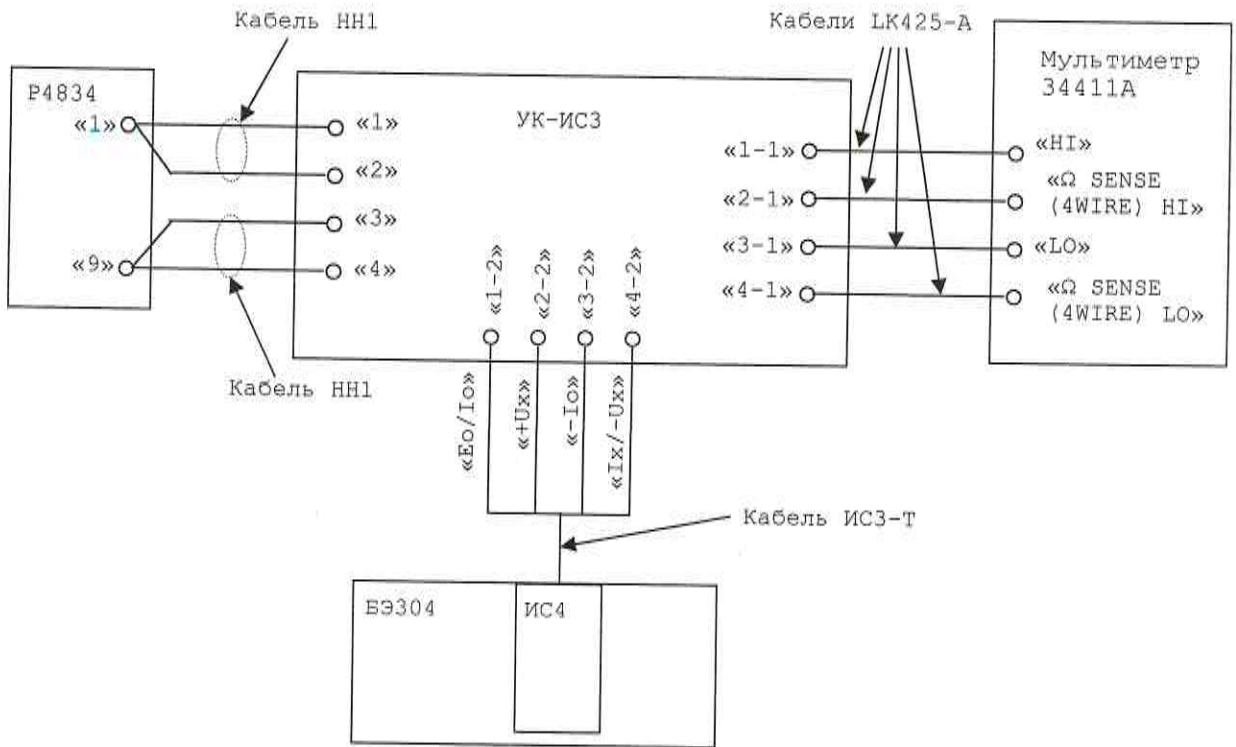 Кабель НН1
Кабели LK425-А
Р4834
«1»
«9»
УК-ИС3
«1»
«2»
«3»
«4»
«1-1»
«2-1»
«3-1»
«4-1»
Мультиметр
34411А
«HI»
«Ω SENSE
(4WIRE) HI»
«LO»
«Ω SENSE
(4WIRE) LO»
«1-2»
«2-2»
«3-2»
«4-2»
Кабель НН1
«Eo/Io»
«+Ux»
«-Io»
«Ix/-Ux»
Кабель ИС3-Т
БЭ304
ИС4